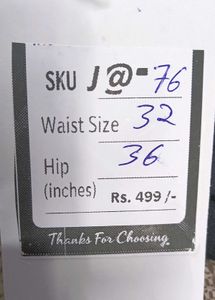 SKU J@-76
Waist Size 32
Hip 36
(inches) Rs. 499/-
Thanks For Choosing